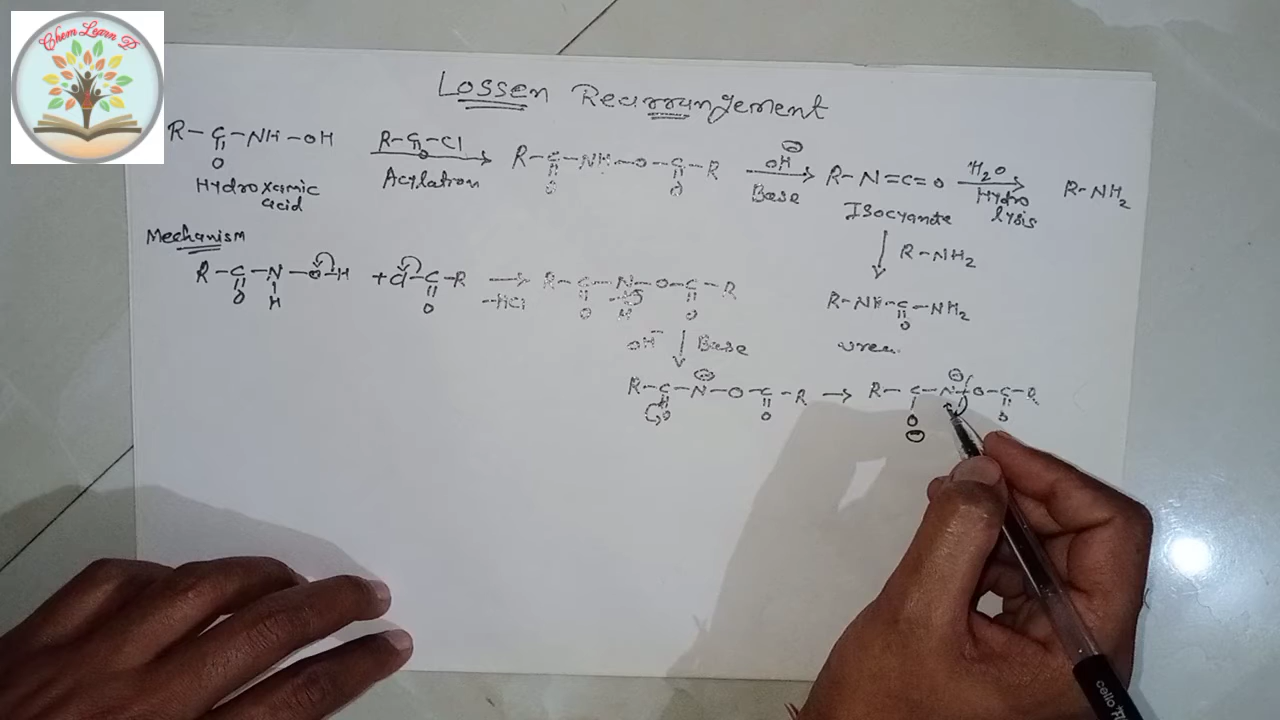 Chem Learn P
Lossen Rearrangement
R-C-NH-OH R-C-Cl R-C-NH-O-C-R OH⊖ R-N=C=O H2O R-NH2
O O O O
Hydroxamic acid Acylation Base Isocyanate Hydrolysis
R-NH2
Mechanism
R-C-N-O-H + Cl-C-R → R-C-N-O-C-R R-NH-C-NH2
O H O -HCl O H O O
OH⁻ Base urea
R-C-N⊖-O-C-R → R-C-N⊖-O-C-R
O O O⊖ O
cello